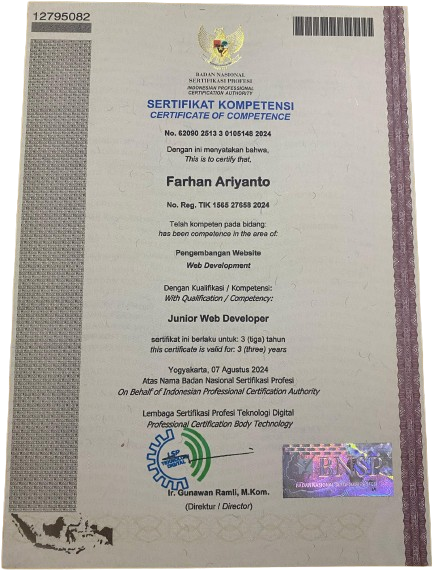 12795082
BADAN NASIONAL
SERTIFIKASI PROFESI
INDONESIAN PROFESSIONAL
CERTIFICATION AUTHORITY
SERTIFIKAT KOMPETENSI
CERTIFICATE OF COMPETENCE
No. 62090 2513 3 0105148 2024
Dengan ini menyatakan bahwa,
This is to certify that,
Farhan Ariyanto
No. Reg. TIK 1565 27658 2024
Telah kompeten pada bidang:
has been competence in the area of:
Pengembangan Website
Web Development
Dengan Kualifikasi / Kompetensi:
With Qualification / Competency:
Junior Web Developer
sertifikat ini berlaku untuk: 3 (tiga) tahun
this certificate is valid for: 3 (three) years
Yogyakarta, 07 Agustus 2024
Atas Nama Badan Nasional Sertifikasi Profesi
On Behalf of Indonesian Professional Certification Authority
Lembaga Sertifikasi Profesi Teknologi Digital
Professional Certification Body Technology
LSP
TEKNOLOGI
DIGITAL
BNSP
BADAN NASIONAL SERTIFIKASI PROFESI
Ir. Gunawan Ramli, M.Kom.
(Direktur / Director)